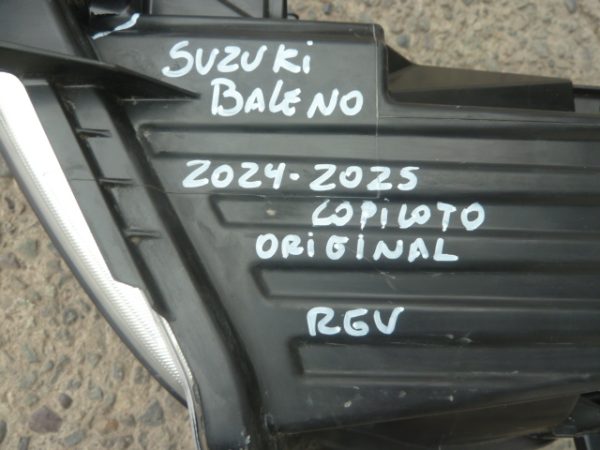 SUZUKi
BALENO
2024-2025
COPILOTO
ORIGINAL
RGV